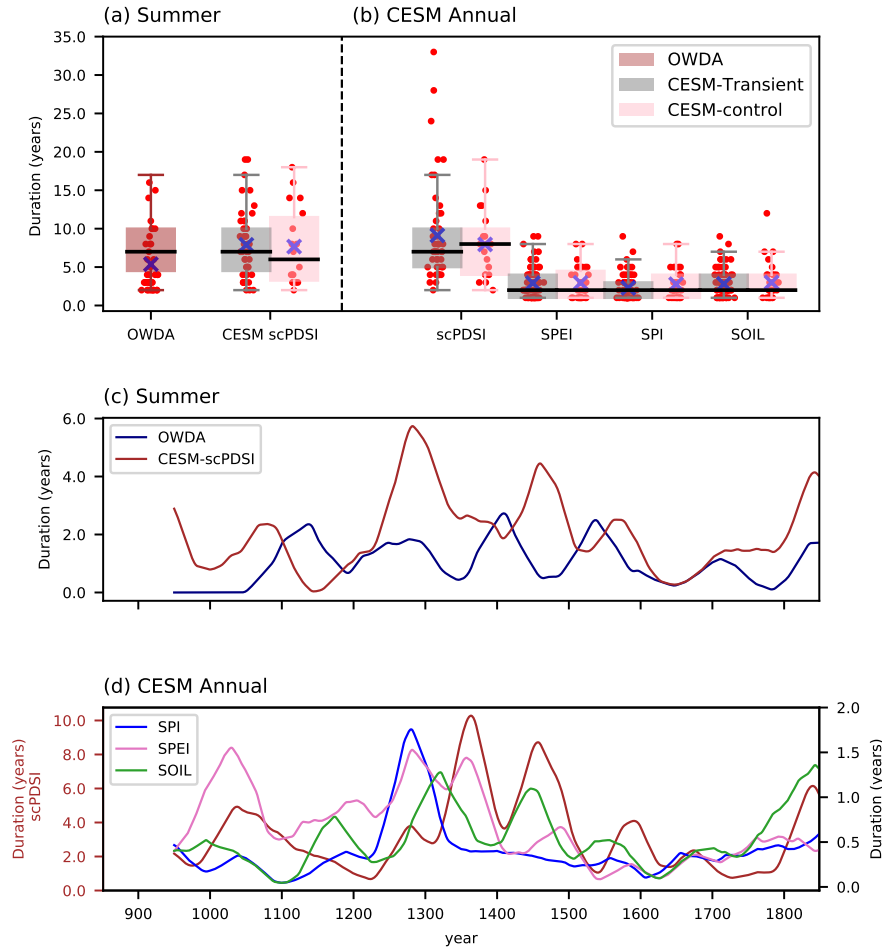 (a) Summer
(b) CESM Annual
35.0
30.0
25.0
20.0
15.0
10.0
5.0
0.0
Duration (years)
OWDA
CESM-Transient
CESM-control
OWDA
CESM scPDSI
scPDSI
SPEI
SPI
SOIL
(c) Summer
6.0
4.0
2.0
0.0
Duration (years)
OWDA
CESM-scPDSI
(d) CESM Annual
10.0
8.0
6.0
4.0
2.0
0.0
Duration (years)
scPDSI
SPI
SPEI
SOIL
2.0
1.5
1.0
0.5
0.0
Duration (years)
900
1000
1100
1200
1300
1400
1500
1600
1700
1800
year